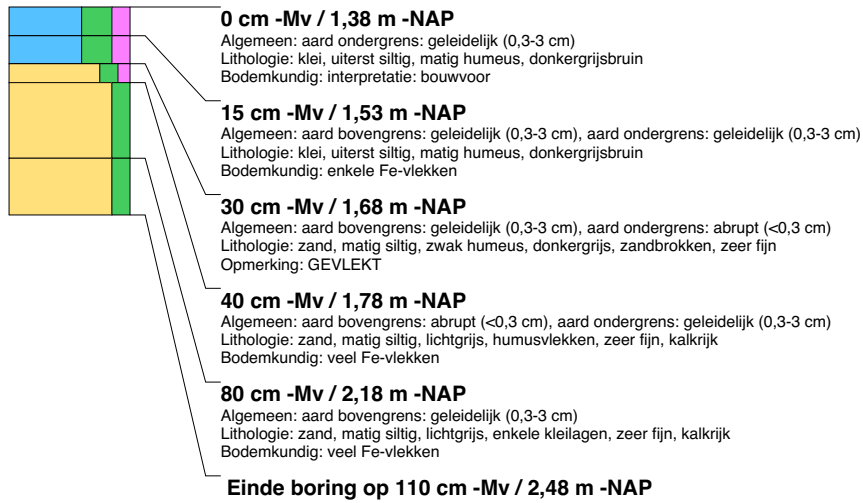 0 cm -Mv / 1,38 m -NAP
Algemeen: aard ondergrens: geleidelijk (0,3-3 cm)
Lithologie: klei, uiterst siltig, matig humeus, donkergrijsbruin
Bodemkundig: interpretatie: bouwvoor
15 cm -Mv / 1,53 m -NAP
Algemeen: aard bovengrens: geleidelijk (0,3-3 cm), aard ondergrens: geleidelijk (0,3-3 cm)
Lithologie: klei, uiterst siltig, matig humeus, donkergrijsbruin
Bodemkundig: enkele Fe-vlekken
30 cm -Mv / 1,68 m -NAP
Algemeen: aard bovengrens: geleidelijk (0,3-3 cm), aard ondergrens: abrupt (<0,3 cm)
Lithologie: zand, matig siltig, zwak humeus, donkergrijs, zandbrokken, zeer fijn
Opmerking: GEVLEKT
40 cm -Mv / 1,78 m -NAP
Algemeen: aard bovengrens: abrupt (<0,3 cm), aard ondergrens: geleidelijk (0,3-3 cm)
Lithologie: zand, matig siltig, lichtgrijs, humusvlekken, zeer fijn, kalkrijk
Bodemkundig: veel Fe-vlekken
80 cm -Mv / 2,18 m -NAP
Algemeen: aard bovengrens: geleidelijk (0,3-3 cm)
Lithologie: zand, matig siltig, lichtgrijs, enkele kleilagen, zeer fijn, kalkrijk
Bodemkundig: veel Fe-vlekken
Einde boring op 110 cm -Mv / 2,48 m -NAP